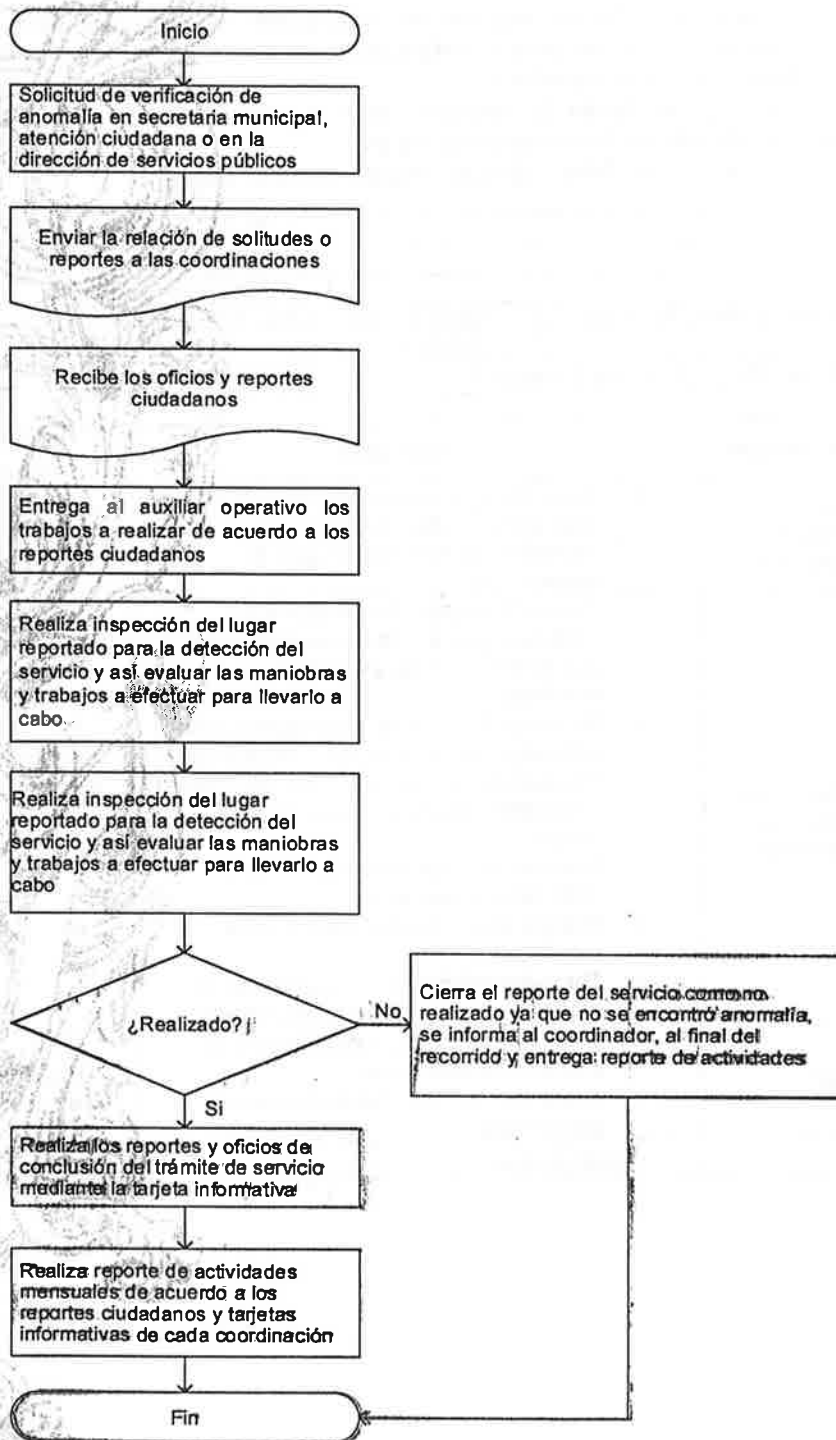 Inicio
Solicitud de verificación de
anomalía en secretaria municipal,
atención ciudadana o en la
dirección de servicios públicos
Enviar la relación de solitudes o
reportes a las coordinaciones
Recibe los oficios y reportes
ciudadanos
Entrega al auxiliar operativo los
trabajos a realizar de acuerdo a los
reportes ciudadanos
Realiza inspección del lugar
reportado para la detección del
servicio y así evaluar las maniobras
y trabajos a efectuar para llevarlo a
cabo
Realiza inspección del lugar
reportado para la detección del
servicio y así evaluar las maniobras
y trabajos a efectuar para llevarlo a
cabo
¿Realizado?
No
Cierra el reporte del servicio como no
realizado ya que no se encontró anomalía,
se informa al coordinador, al final del
recorrido y entrega reporte de actividades
Si
Realiza los reportes y oficios de
conclusión del trámite de servicio
mediante la tarjeta informativa
Realiza reporte de actividades
mensuales de acuerdo a los
reportes ciudadanos y tarjetas
informativas de cada coordinación
Fin